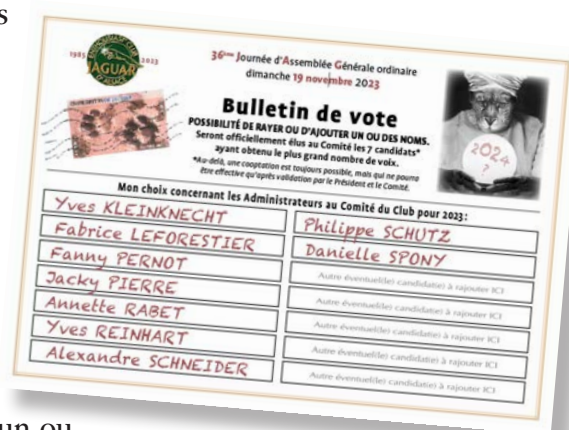 s
1983
2023
ENTHUSIASTS CLUB
JAGUAR
D'ALSACE
36ème Journée d'Assemblée Générale ordinaire
dimanche 19 novembre 2023
Bulletin de vote
POSSIBILITÉ DE RAYER OU D'AJOUTER UN OU DES NOMS.
Seront officiellement élus au Comité les 7 candidats*
ayant obtenu le plus grand nombre de voix.
*Au-delà, une cooptation est toujours possible, mais qui ne pourra
être effective qu'après validation par le Président et le Comité.
2024
?
Mon choix concernant les Administrateurs au Comité du Club pour 2023:
Yves KLEINKNECHT
Fabrice LEFORESTIER
Fanny PERNOT
Jacky PIERRE
Annette RABET
Yves REINHART
Alexandre SCHNEIDER
Philippe SCHUTZ
Danielle SPONY
Autre éventuel(le) candidat(e) à rajouter ICI
Autre éventuel(le) candidat(e) à rajouter ICI
Autre éventuel(le) candidat(e) à rajouter ICI
Autre éventuel(le) candidat(e) à rajouter ICI
Autre éventuel(le) candidat(e) à rajouter ICI
un ou